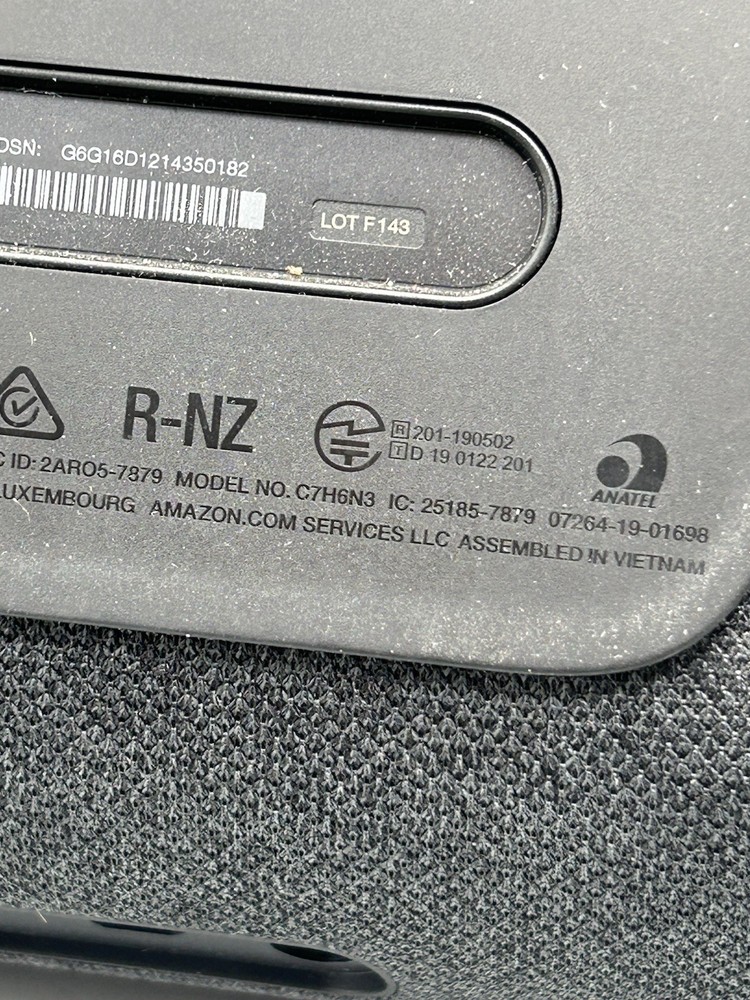 DSN: G6G16D1214350182
LOT F143
R-NZ
R 201-190502
T D 19 0122 201
ANATEL
C ID: 2ARO5-7879 MODEL NO. C7H6N3 IC: 25185-7879 07264-19-01698
LUXEMBOURG AMAZON.COM SERVICES LLC ASSEMBLED IN VIETNAM